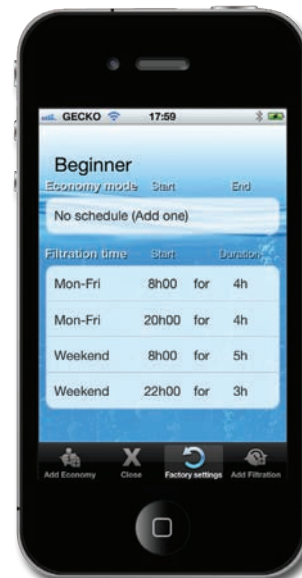 GECKO 17:59
Beginner
Economy mode Start End
No schedule (Add one)
Filtration time Start Duration
Mon-Fri 8h00 for 4h
Mon-Fri 20h00 for 4h
Weekend 8h00 for 5h
Weekend 22h00 for 3h
Add Economy Close Factory settings Add Filtration